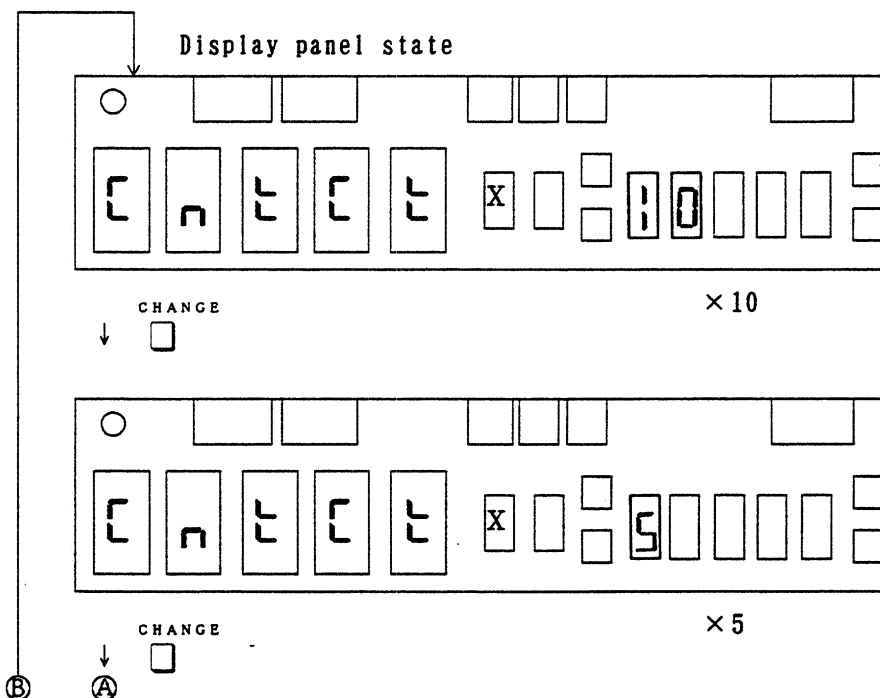 Display panel state
C n t C t X 10
×10
CHANGE
↓
C n t C t X 5
×5
CHANGE
↓
Ⓑ Ⓐ